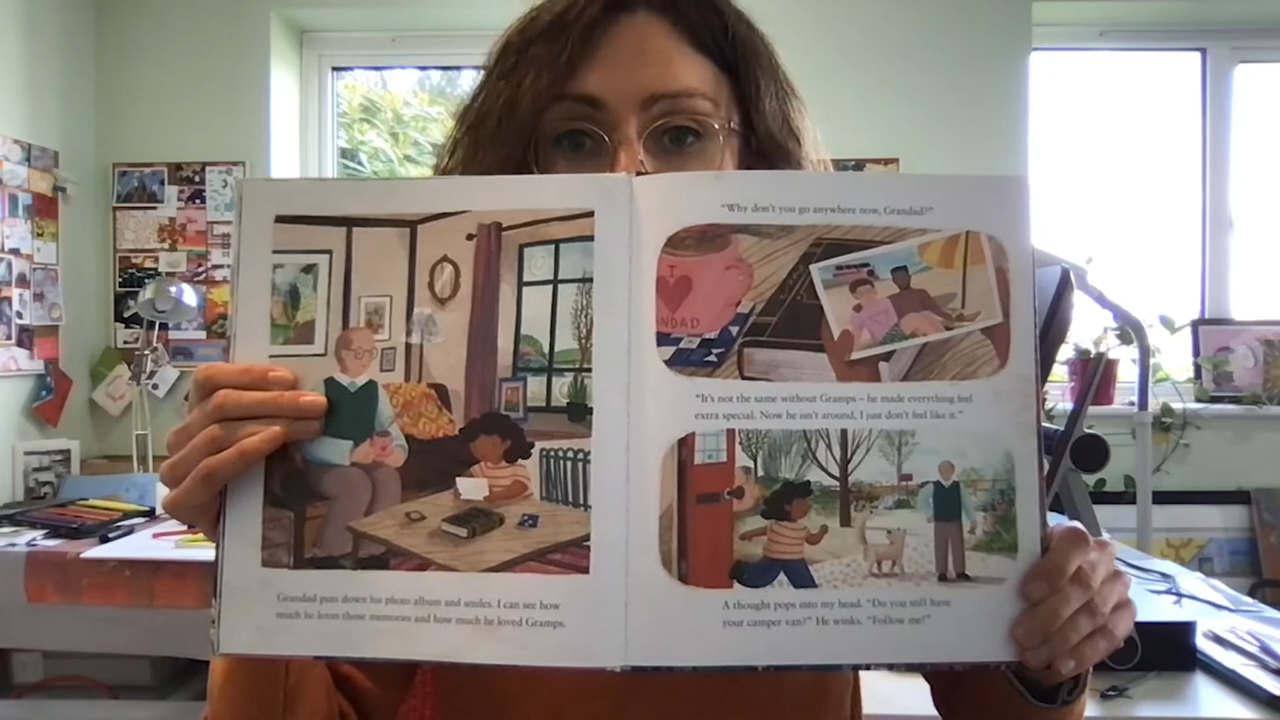 Grandad puts down his photo album and smiles. I can see how
much he loves those memories and how much he loved Gramps.
"Why don't you go anywhere now, Grandad?"
I
NDAD
"It's not the same without Gramps – he made everything feel
extra special. Now he isn't around, I just don't feel like it."
A thought pops into my head. "Do you still have
your camper van?" He winks. "Follow me!"